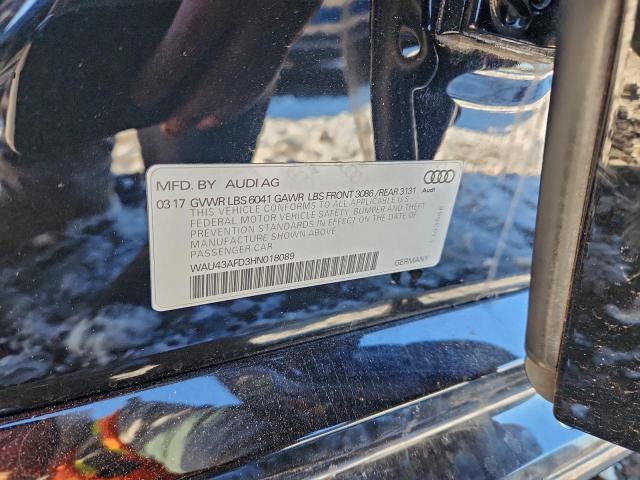 MFD. BY AUDI AG
Audi
03 17 GVWR LBS 6041 GAWR LBS FRONT 3086/REAR 3131
THIS VEHICLE CONFORMS TO ALL APPLICABLE
FEDERAL MOTOR VEHICLE SAFETY, BUMPER AND THEFT
PREVENTION STANDARDS IN EFFECT ON THE DATE OF
MANUFACTURE SHOWN ABOVE.
PASSENGER CAR
WAU43AFD3HN018089
GERMANY